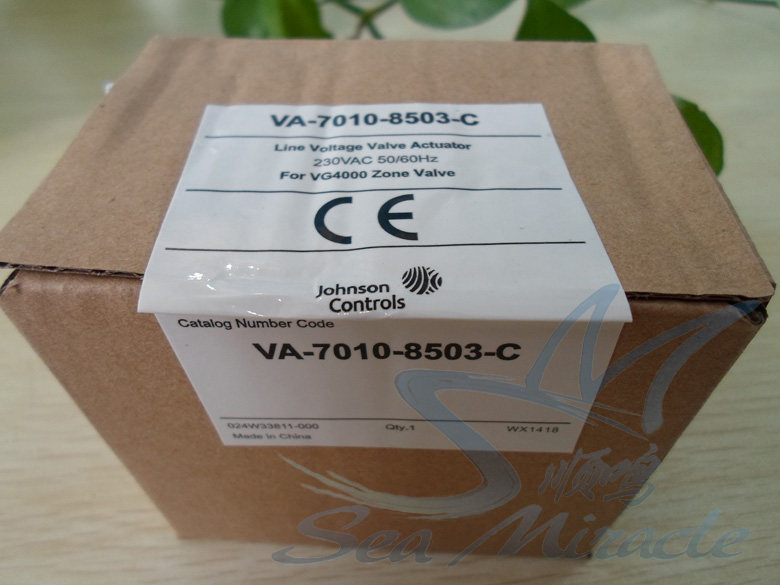 VA-7010-8503-C
Line Voltage Valve Actuator
230VAC 50/60Hz
For VG4000 Zone Valve
CE
Johnson
Controls
Catalog Number Code
VA-7010-8503-C
024W33811-000 Qty.1 WX1418
Made in China
Sea Miracle